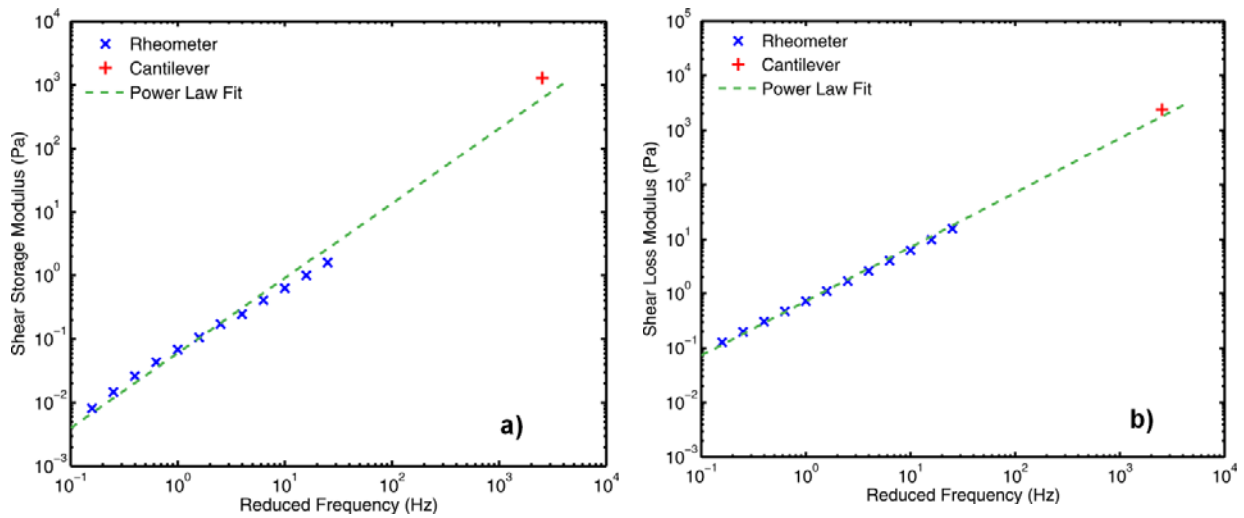 10^4
10^3
10^2
10^1
10^0
10^-1
10^-2
10^-3
Shear Storage Modulus (Pa)
Rheometer
Cantilever
Power Law Fit
a)
10^-1
10^0
10^1
10^2
10^3
10^4
Reduced Frequency (Hz)
10^5
10^4
10^3
10^2
10^1
10^0
10^-1
10^-2
10^-3
Shear Loss Modulus (Pa)
Rheometer
Cantilever
Power Law Fit
b)
10^-1
10^0
10^1
10^2
10^3
10^4
Reduced Frequency (Hz)